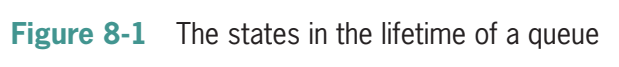 Figure 8-1 The states in the lifetime of a queue